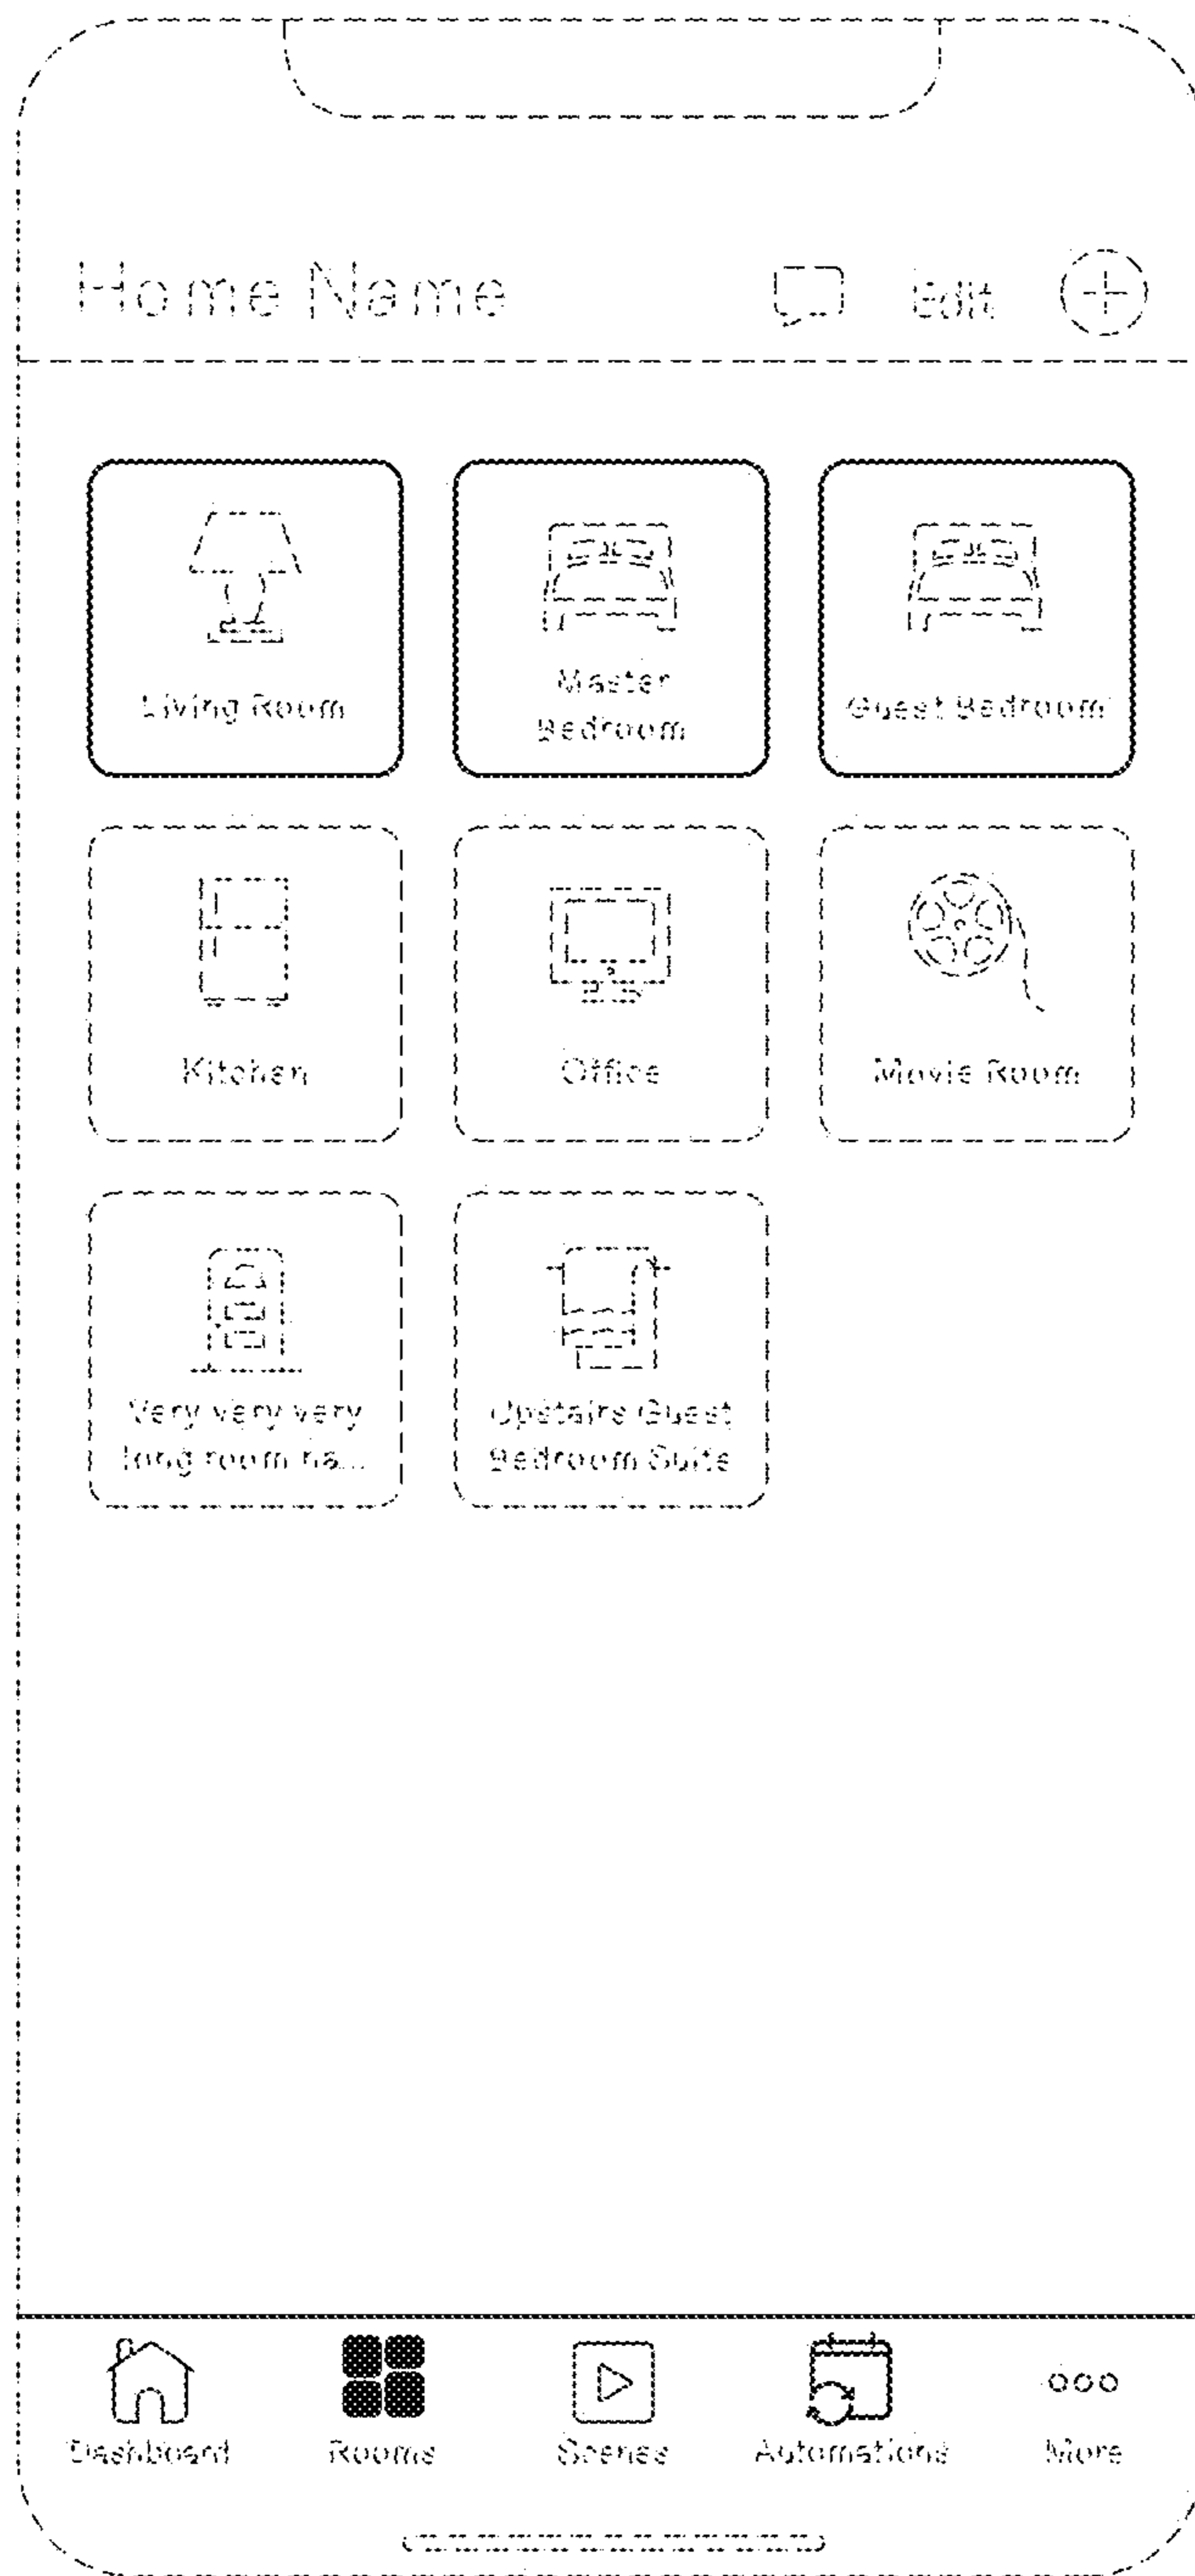 Home Name
Edit
Living Room
Master
Bedroom
Guest Bedroom
Kitchen
Office
Movie Room
Very very very
long room na...
Upstairs Guest
Bedroom Suite
Dashboard
Rooms
Scenes
Automations
More